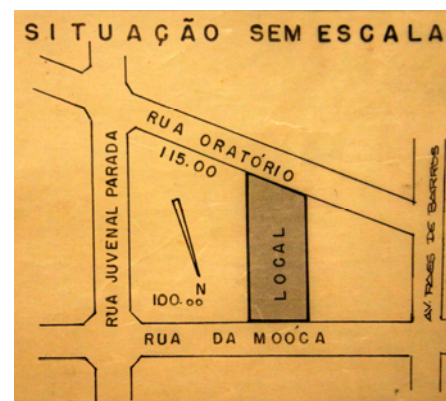 SITUAÇÃO SEM ESCALA
RUA ORATÓRIO
115.00
RUA JUVENAL PARADA
AV. PAES DE BARROS
LOCAL
N
100.00
RUA DA MOÓCA